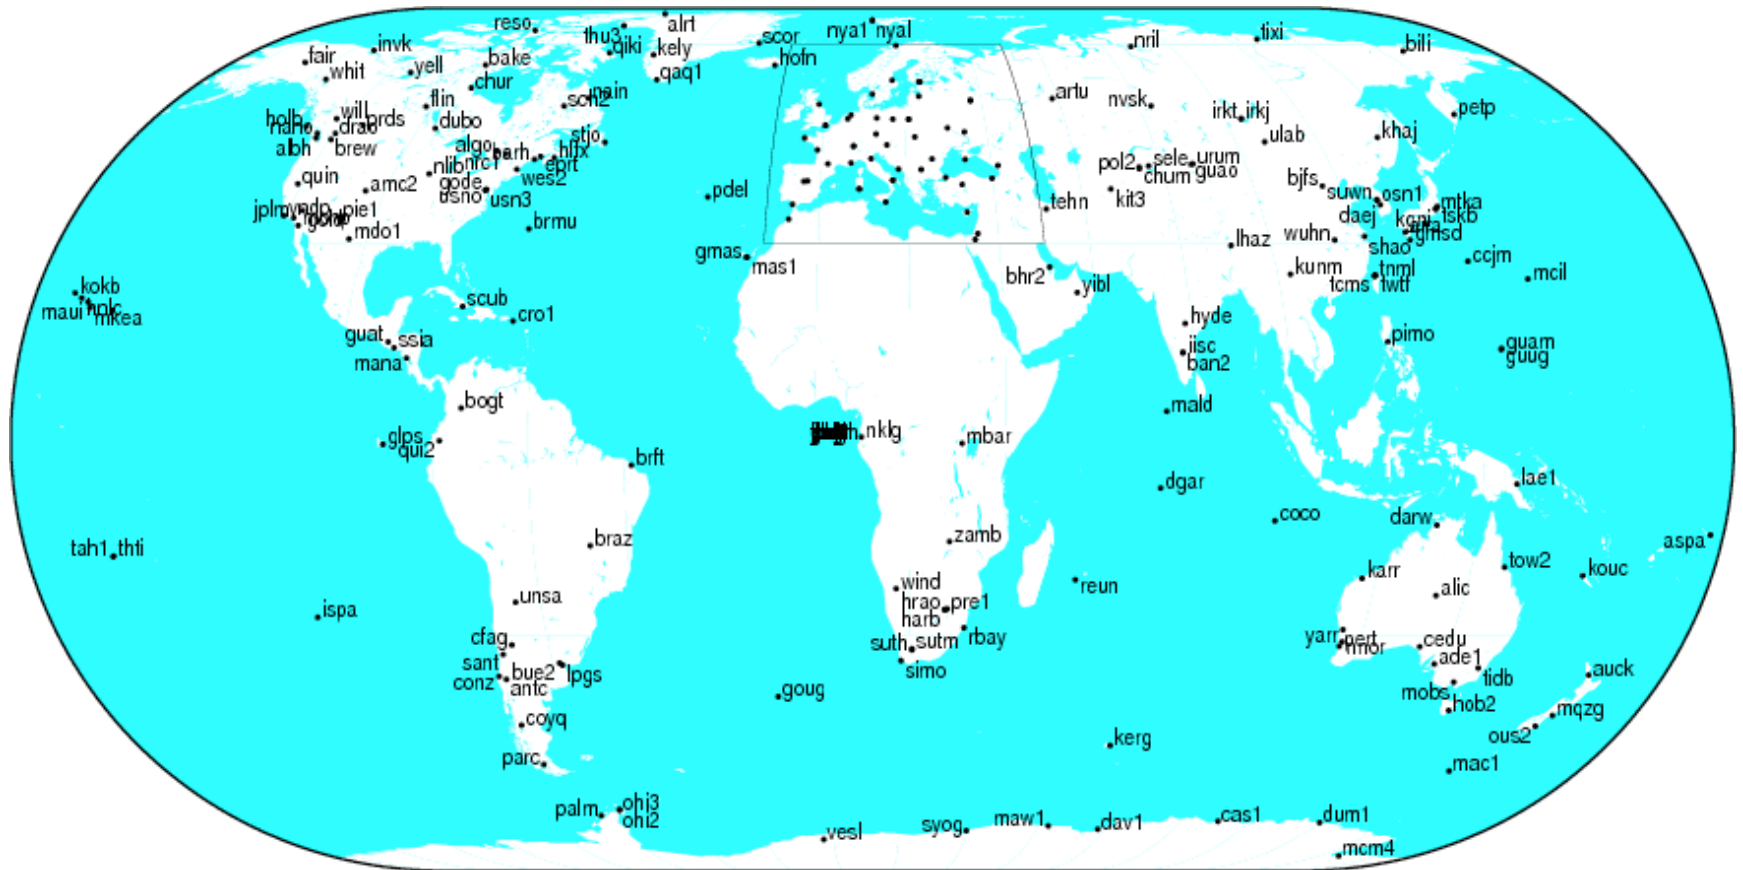 reso
alrt
thu3
qiki
kely
scor
nya1 nyal
nril
tixi
bili
fair
invk
bake
hofn
whit
yell
chur
qaq1
artu
nvsk
irkt irkj
petp
flin
sch2
nain
holb
will
prds
nano
drao
dubo
stjo
ulab
khaj
albh
brew
algo
barh
hlfx
nrc1
eprt
nlib
pol2
sele
urum
chum
guao
quin
amc2
gode
wes2
usno
usn3
pdel
kit3
bjfs
suwn
osn1
jplm
pie1
tehn
daej
mtka
tskb
mdo1
brmu
wuhn
shao
lhaz
ccjm
gmas
mas1
bhr2
yibl
kunm
tnml
tcms
twtf
mcil
kokb
maui
mkea
scub
cro1
hyde
guat
ssia
mana
iisc
ban2
pimo
guam
guug
bogt
mald
glps
qui2
nklg
mbar
brft
dgar
lae1
coco
darw
tah1
thti
braz
zamb
aspa
tow2
kouc
karr
alic
wind
reun
unsa
hrao
pre1
harb
ispa
cfag
suth
sutm
rbay
yarr
pert
cedu
sant
bue2
lpgs
simo
ade1
conz
antc
tidb
auck
goug
mobs
hob2
mqzg
coyq
ous2
kerg
parc
mac1
palm
ohi3
ohi2
vesl
syog
maw1
dav1
cas1
dum1
mcm4